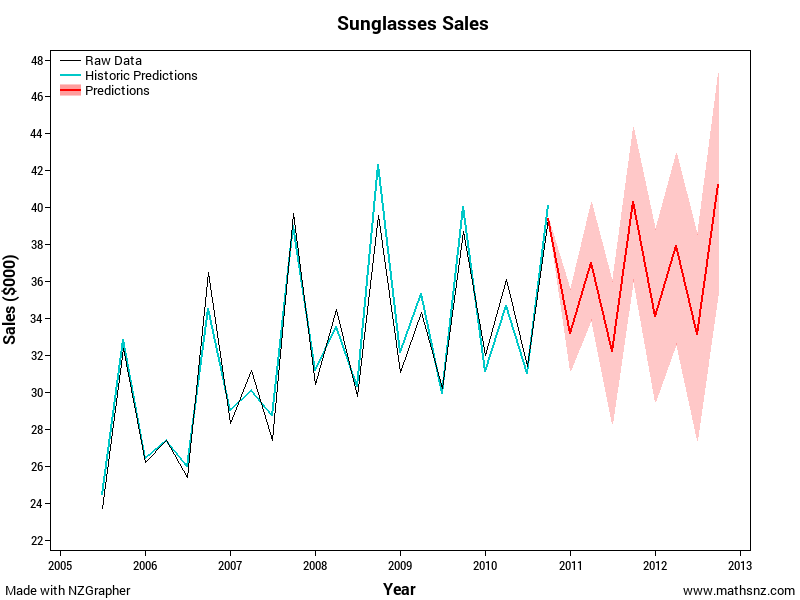 Sunglasses Sales
Raw Data
Historic Predictions
Predictions
Sales ($000)
48
46
44
42
40
38
36
34
32
30
28
26
24
22
2005 2006 2007 2008 2009 2010 2011 2012 2013
Made with NZGrapher Year www.mathsnz.com